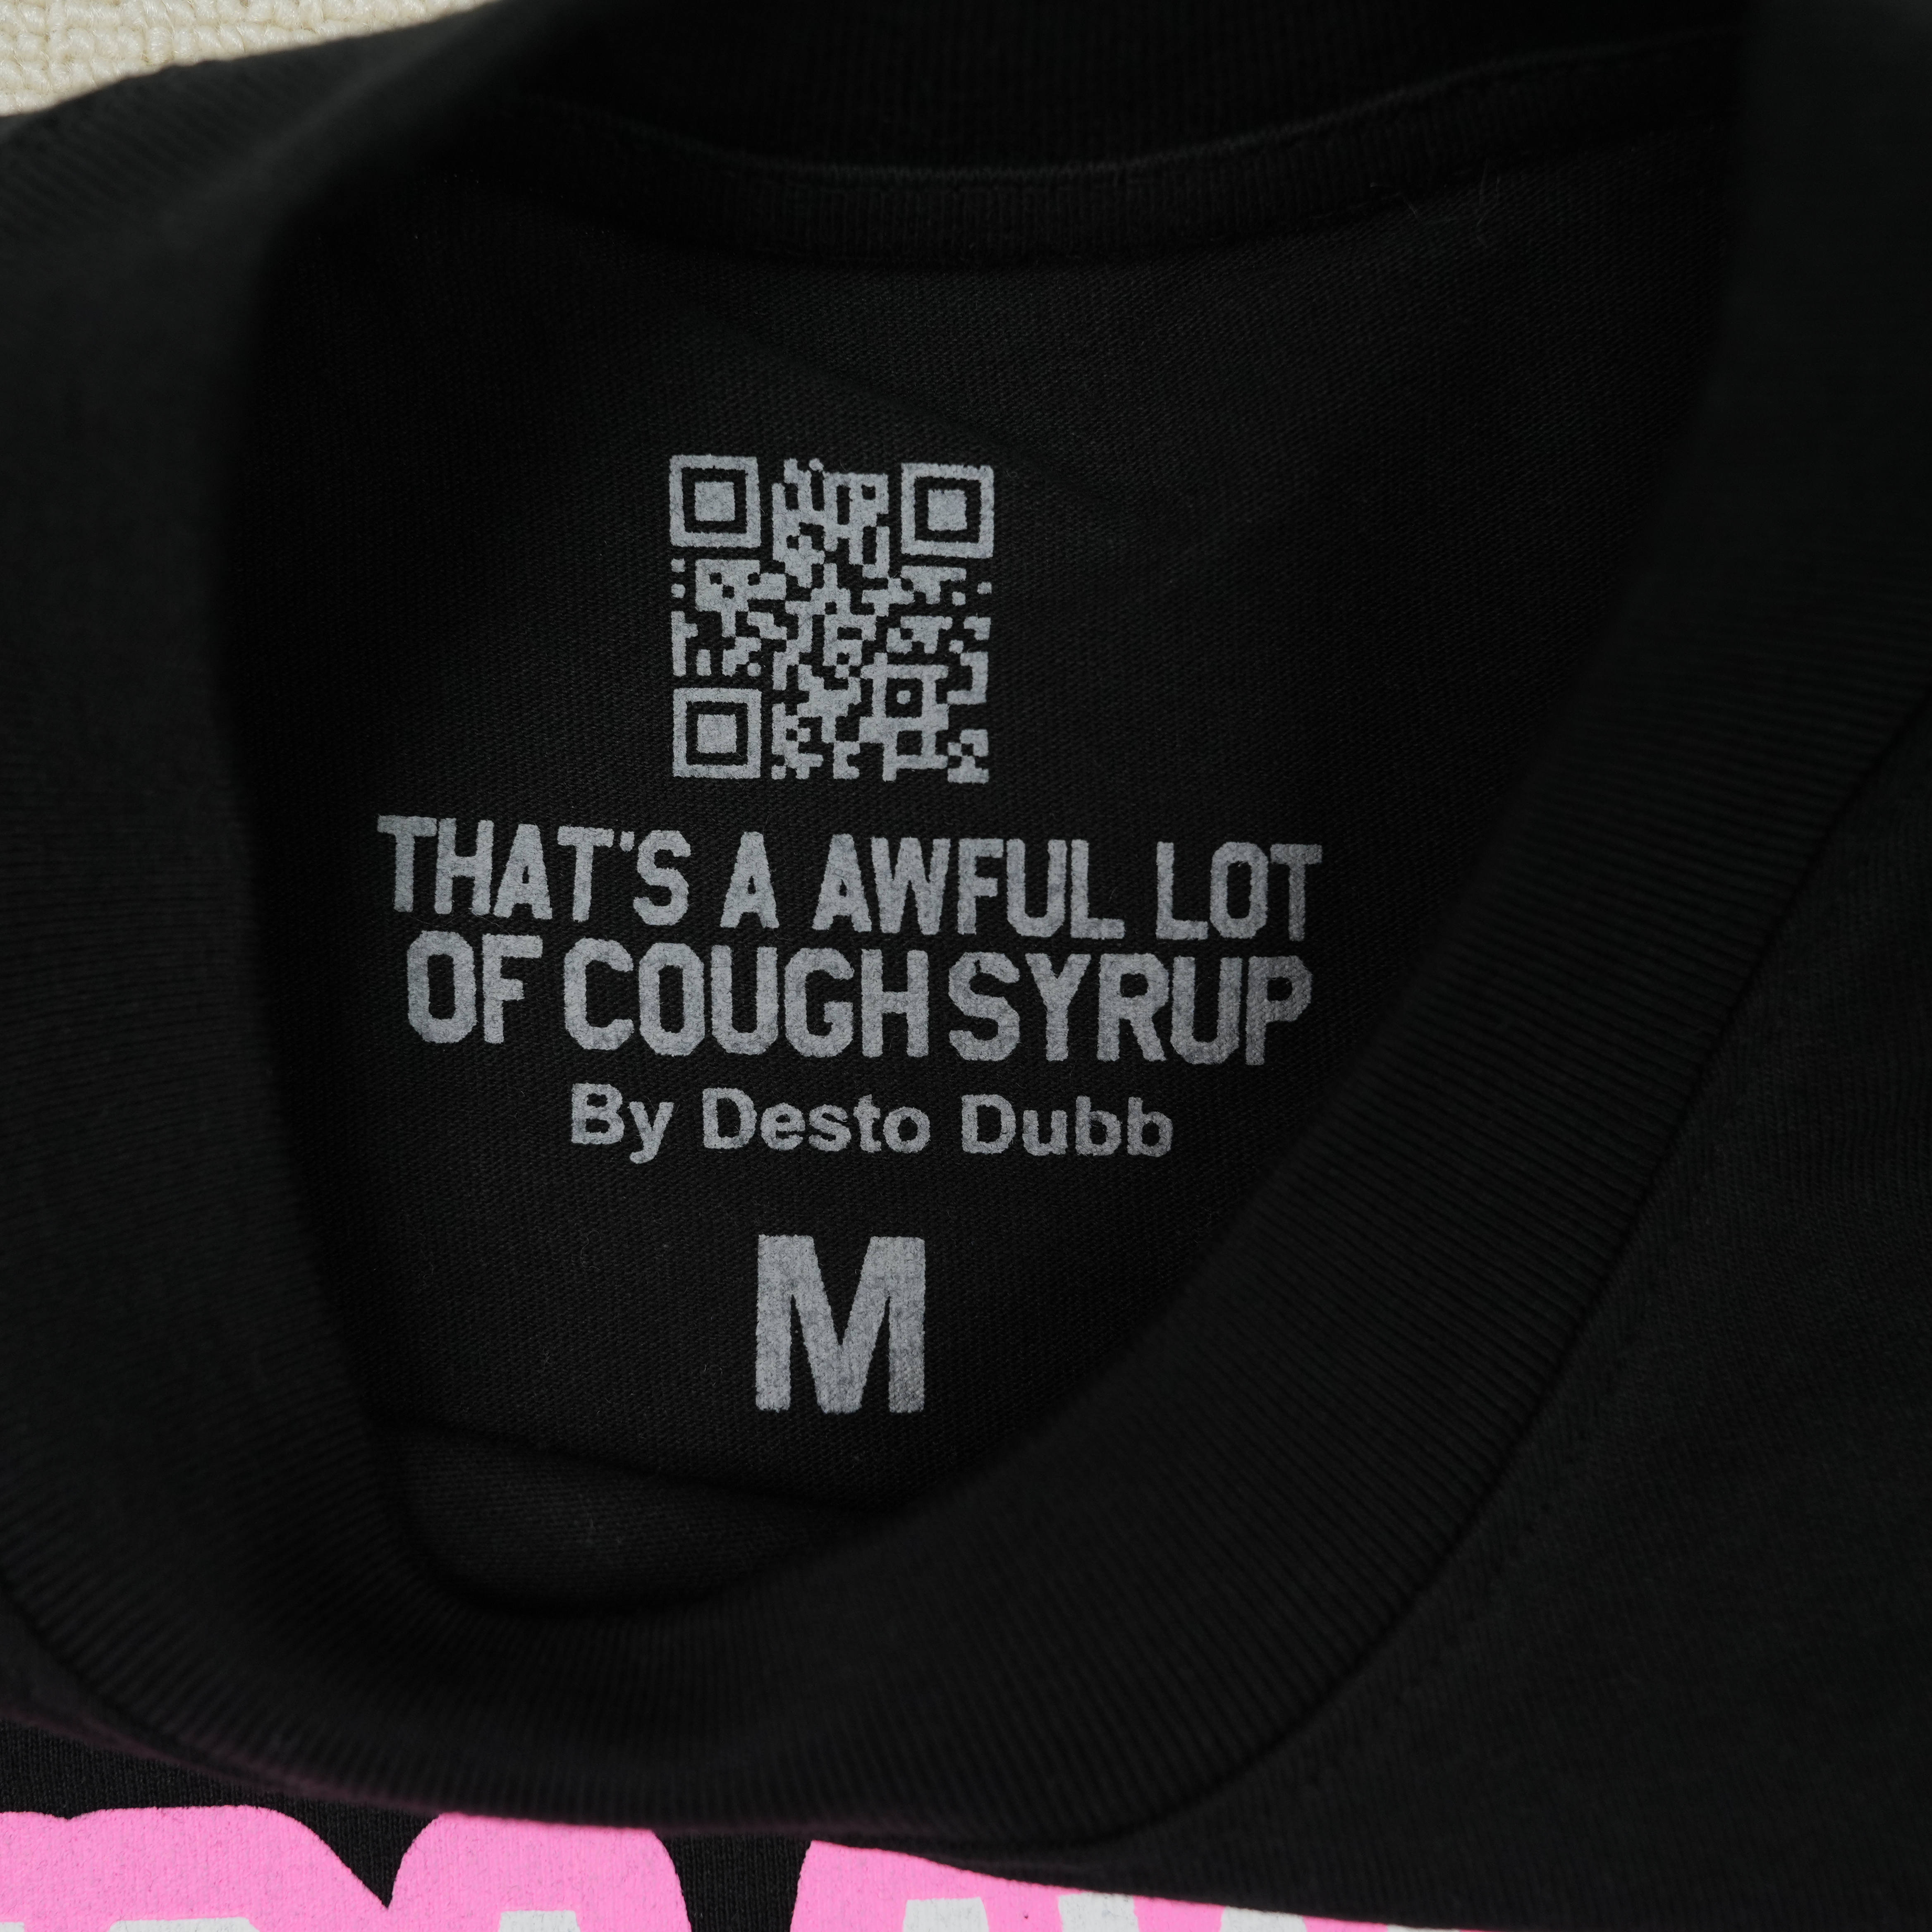 THAT'S A AWFUL LOT
OF COUGH SYRUP
By Desto Dubb
M